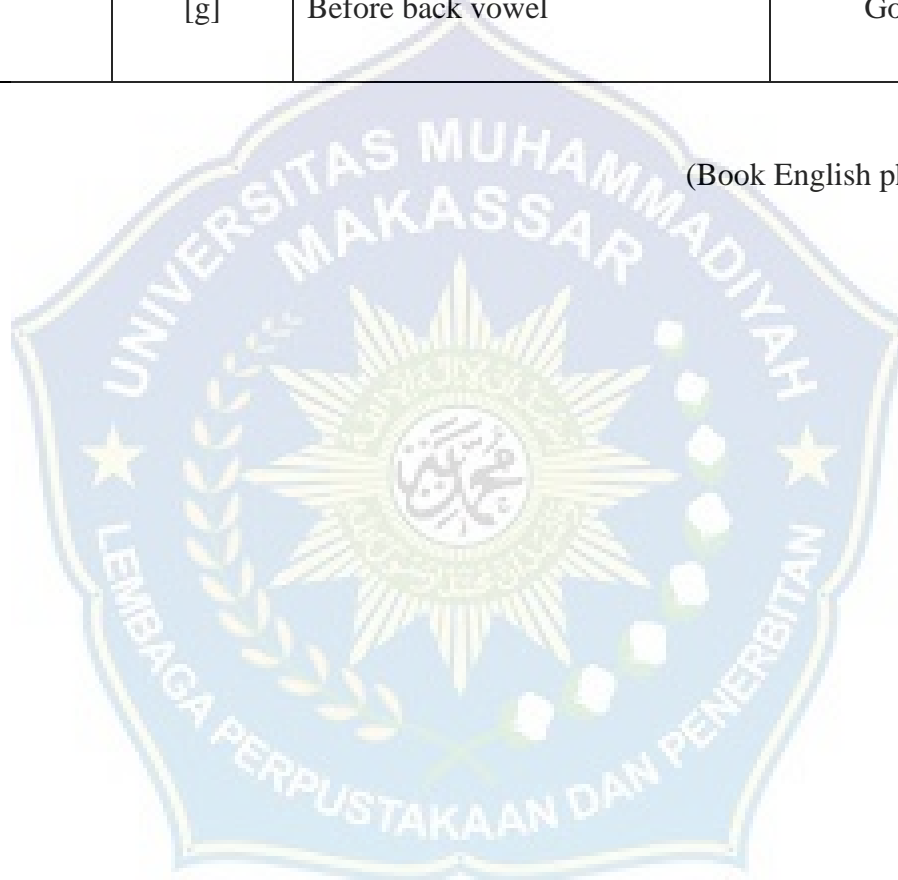 [g] Before back vowel Go
(Book English pl
UNIVERSITAS MUHAMMADIYAH
MAKASSAR
LEMBAGA PERPUSTAKAAN DAN PENERBITAN